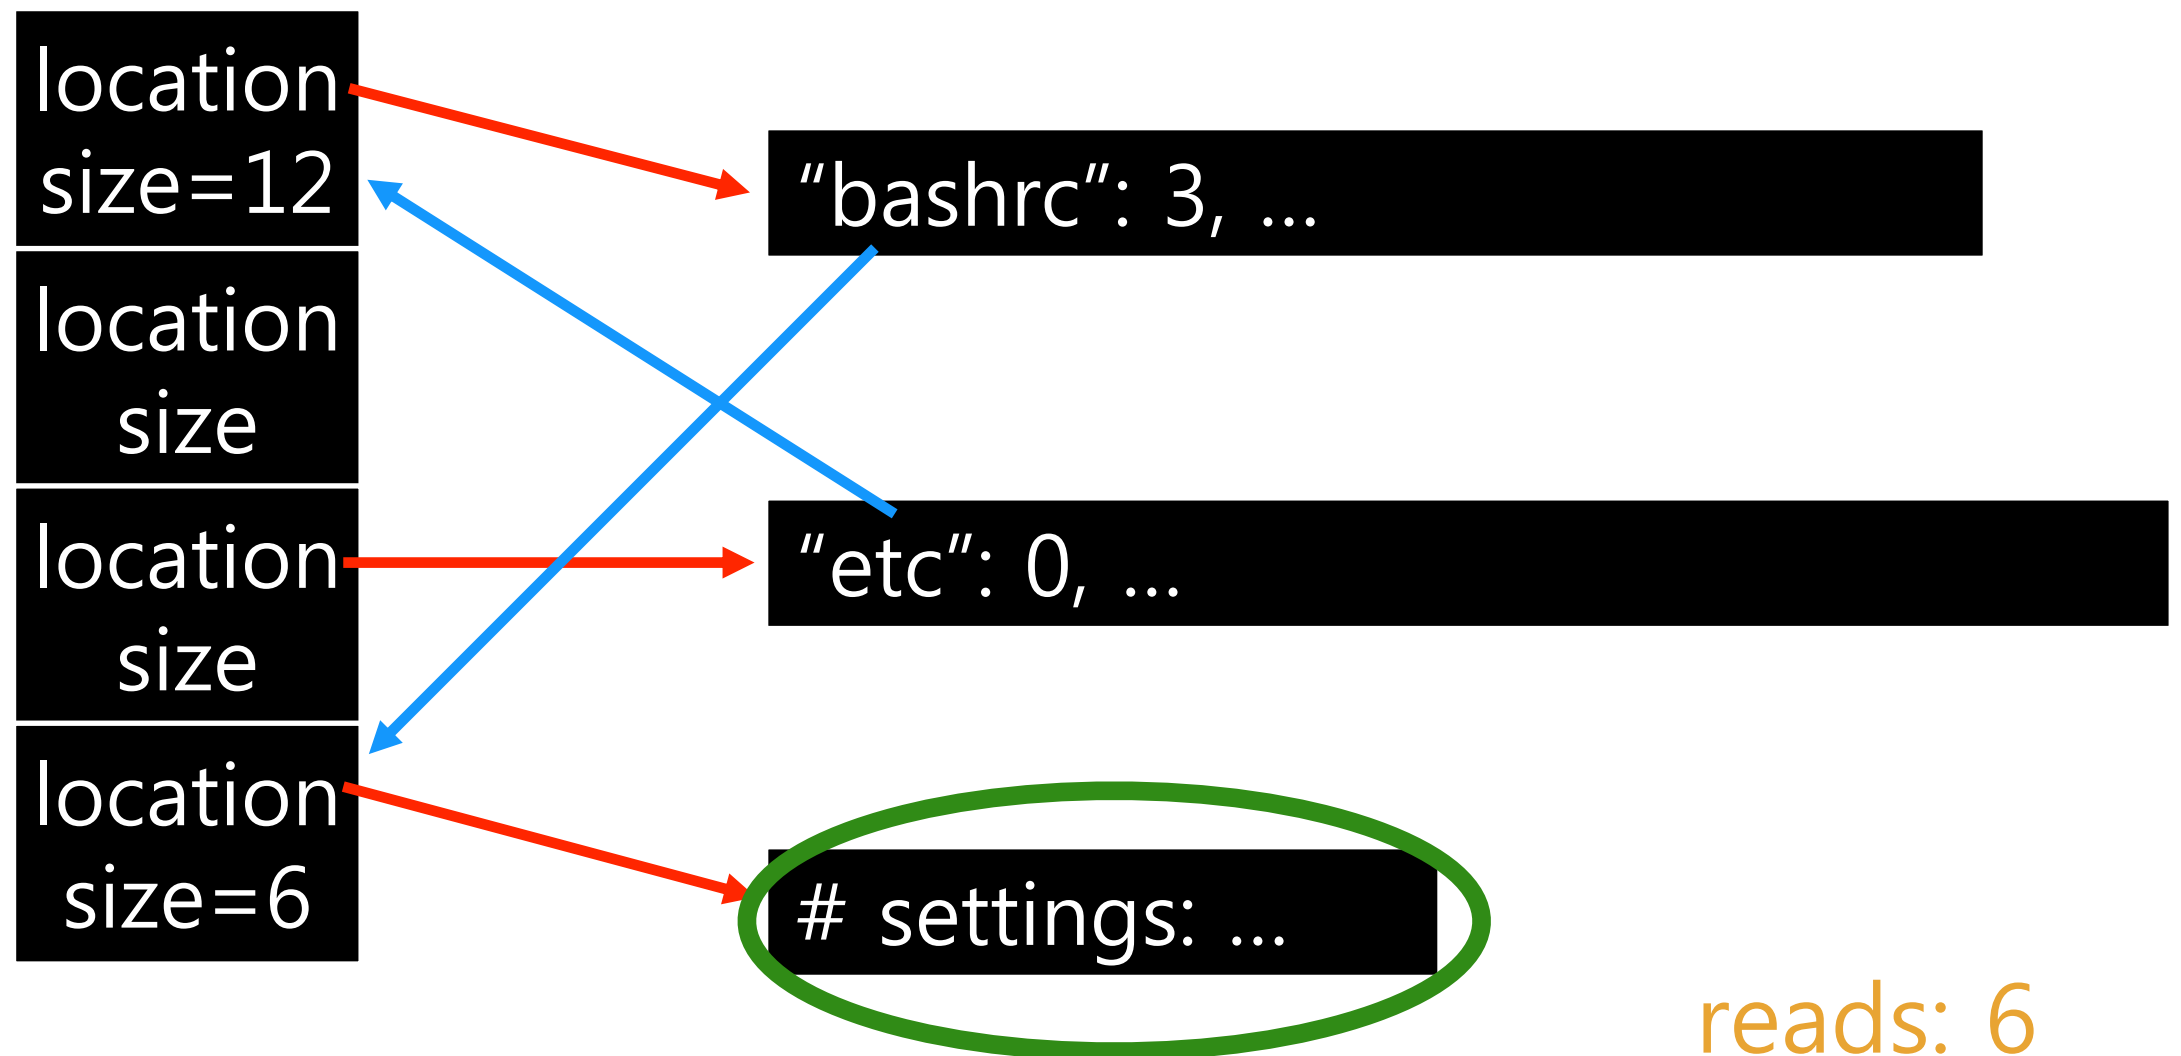 location
size=12
location
size
location
size
location
size=6
“bashrc”: 3, ...
“etc”: 0, ...
# settings: ...
reads: 6